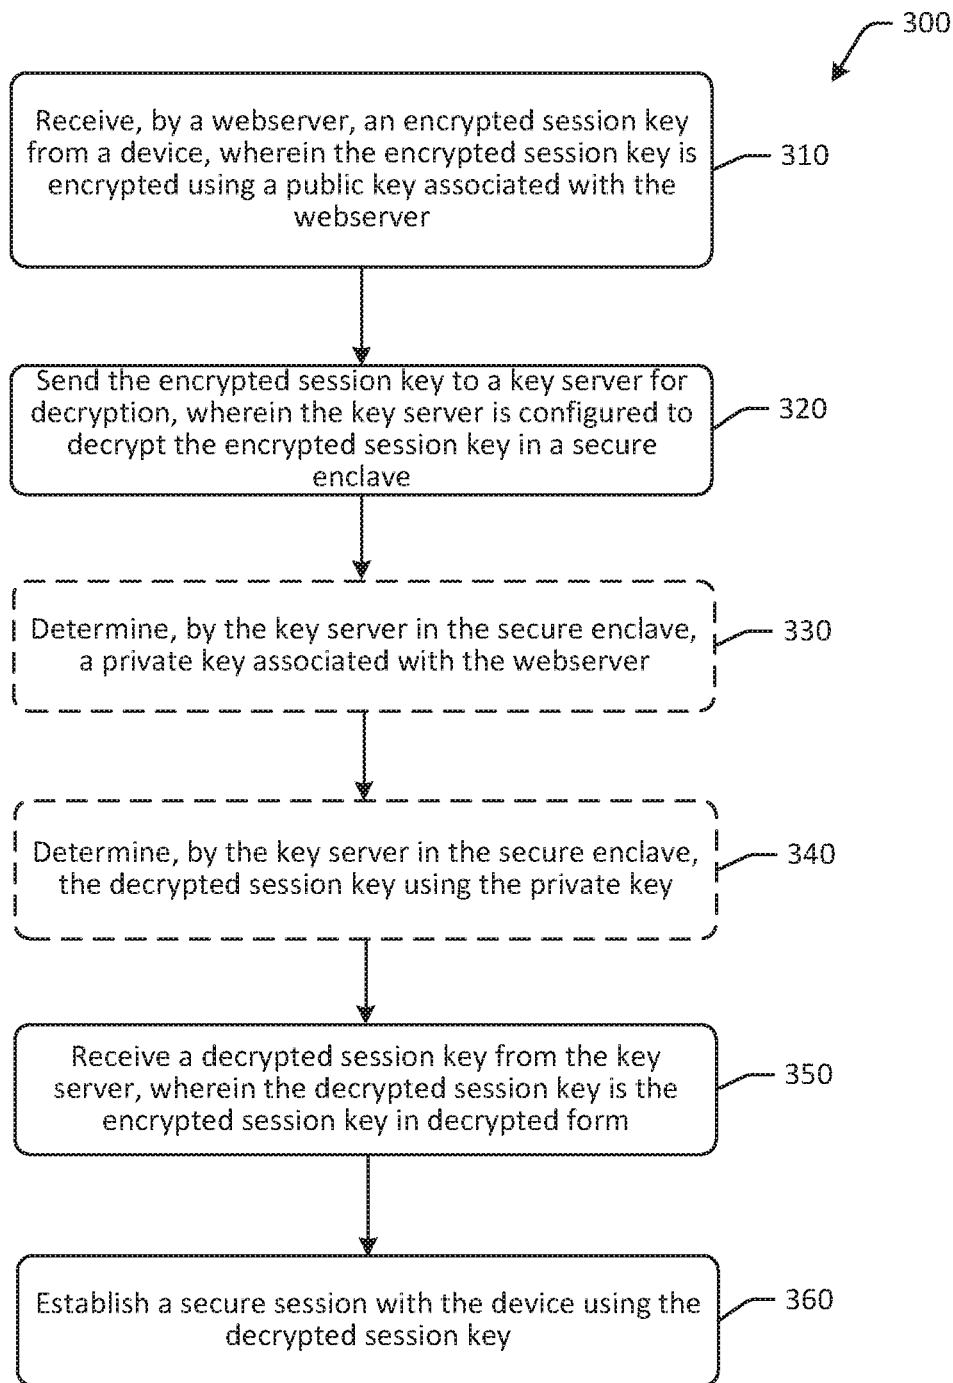 300
Receive, by a webserver, an encrypted session key
from a device, wherein the encrypted session key is
encrypted using a public key associated with the
webserver
310
Send the encrypted session key to a key server for
decryption, wherein the key server is configured to
decrypt the encrypted session key in a secure
enclave
320
Determine, by the key server in the secure enclave,
a private key associated with the webserver
330
Determine, by the key server in the secure enclave,
the decrypted session key using the private key
340
Receive a decrypted session key from the key
server, wherein the decrypted session key is the
encrypted session key in decrypted form
350
Establish a secure session with the device using the
decrypted session key
360